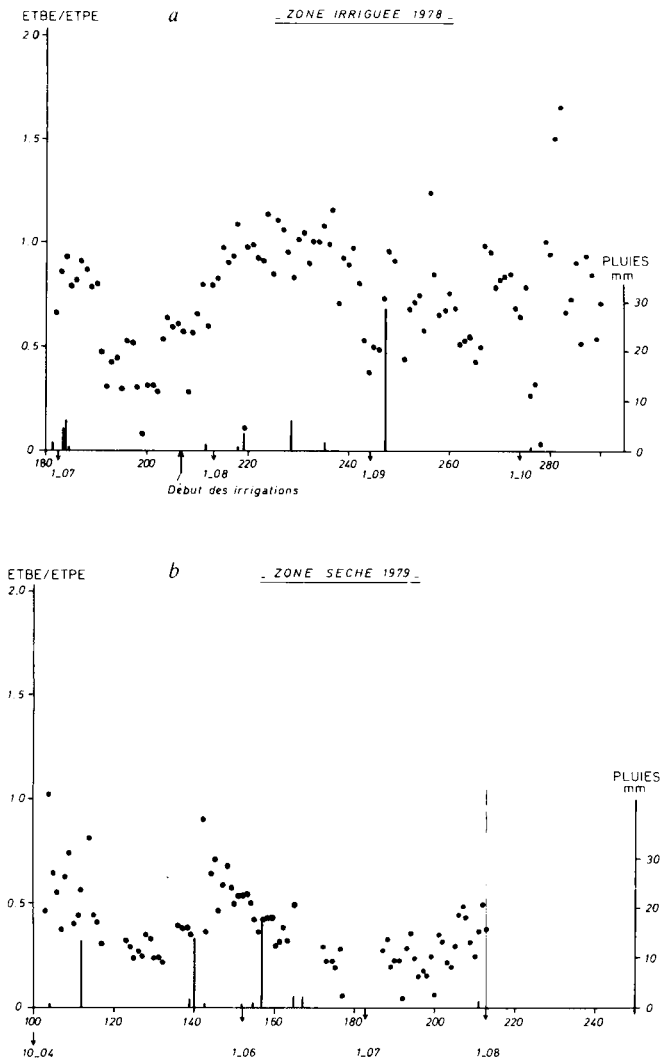 ETBE/ETPE a _ ZONE IRRIGUEE 1978 _
2.0
1.5
1.0
PLUIES
mm
30
0.5
20
10
0
0
180 200 220 240 260 280
1_07 1_08 1_09 1_10
Début des irrigations
ETBE/ETPE b _ ZONE SECHE 1979 _
2.0
1.5
1.0
PLUIES
mm
30
0.5
20
10
0
0
100 120 140 160 180 200 220 240
10_04 1_06 1_07 1_08